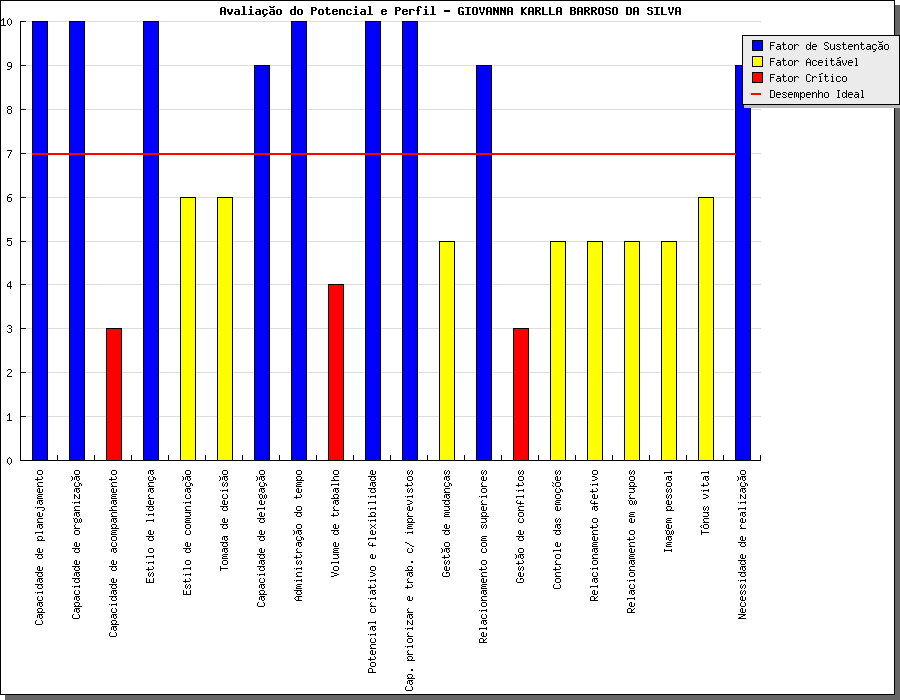 Avaliação do Potencial e Perfil - GIOVANNA KARLLA BARROSO DA SILVA
Fator de Sustentação
Fator Aceitável
Fator Crítico
Desempenho Ideal
10
9
8
7
6
5
4
3
2
1
0
Capacidade de planejamento
Capacidade de organização
Capacidade de acompanhamento
Estilo de liderança
Estilo de comunicação
Tomada de decisão
Capacidade de delegação
Administração do tempo
Volume de trabalho
Potencial criativo e flexibilidade
Cap. priorizar e trab. c/ imprevistos
Gestão de mudanças
Relacionamento com superiores
Gestão de conflitos
Controle das emoções
Relacionamento afetivo
Relacionamento em grupos
Imagem pessoal
Tônus vital
Necessidade de realização